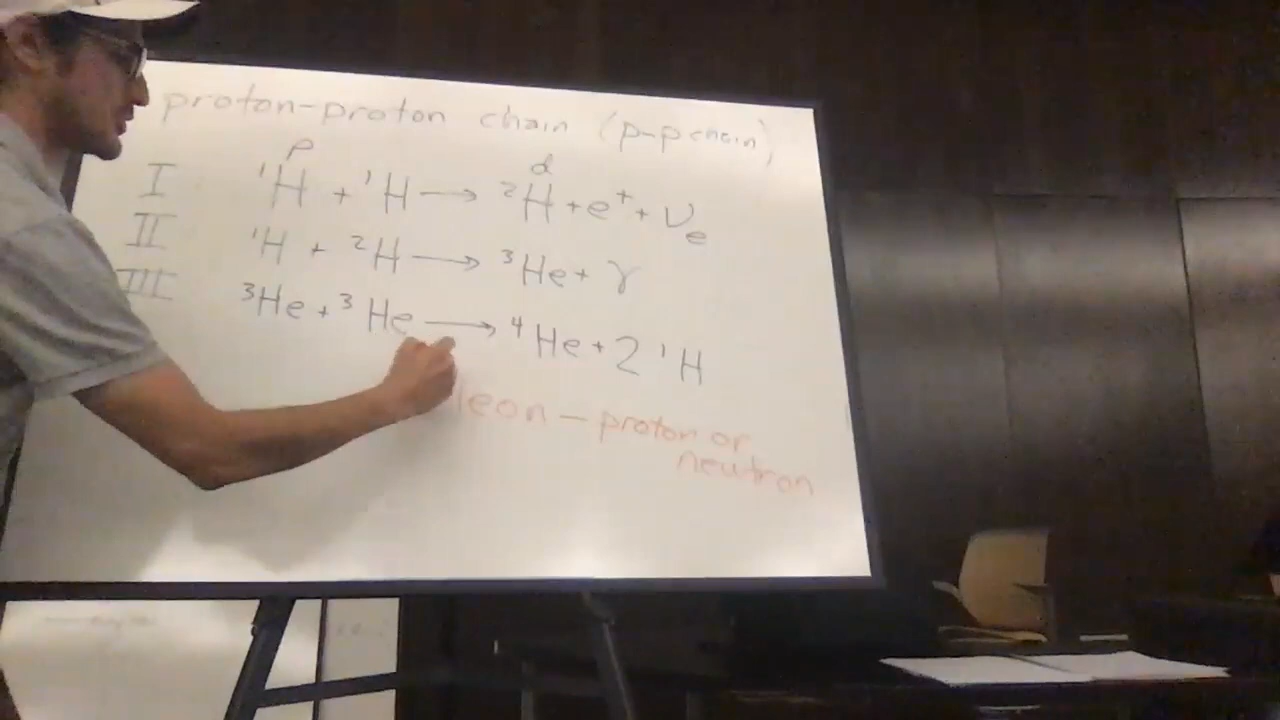 proton-proton chain (p-p chain)
p d
I ¹H + ¹H → ²H + e⁺ + νₑ
II ¹H + ²H → ³He + γ
III ³He + ³He → ⁴He + 2 ¹H
leon – proton or
neutron